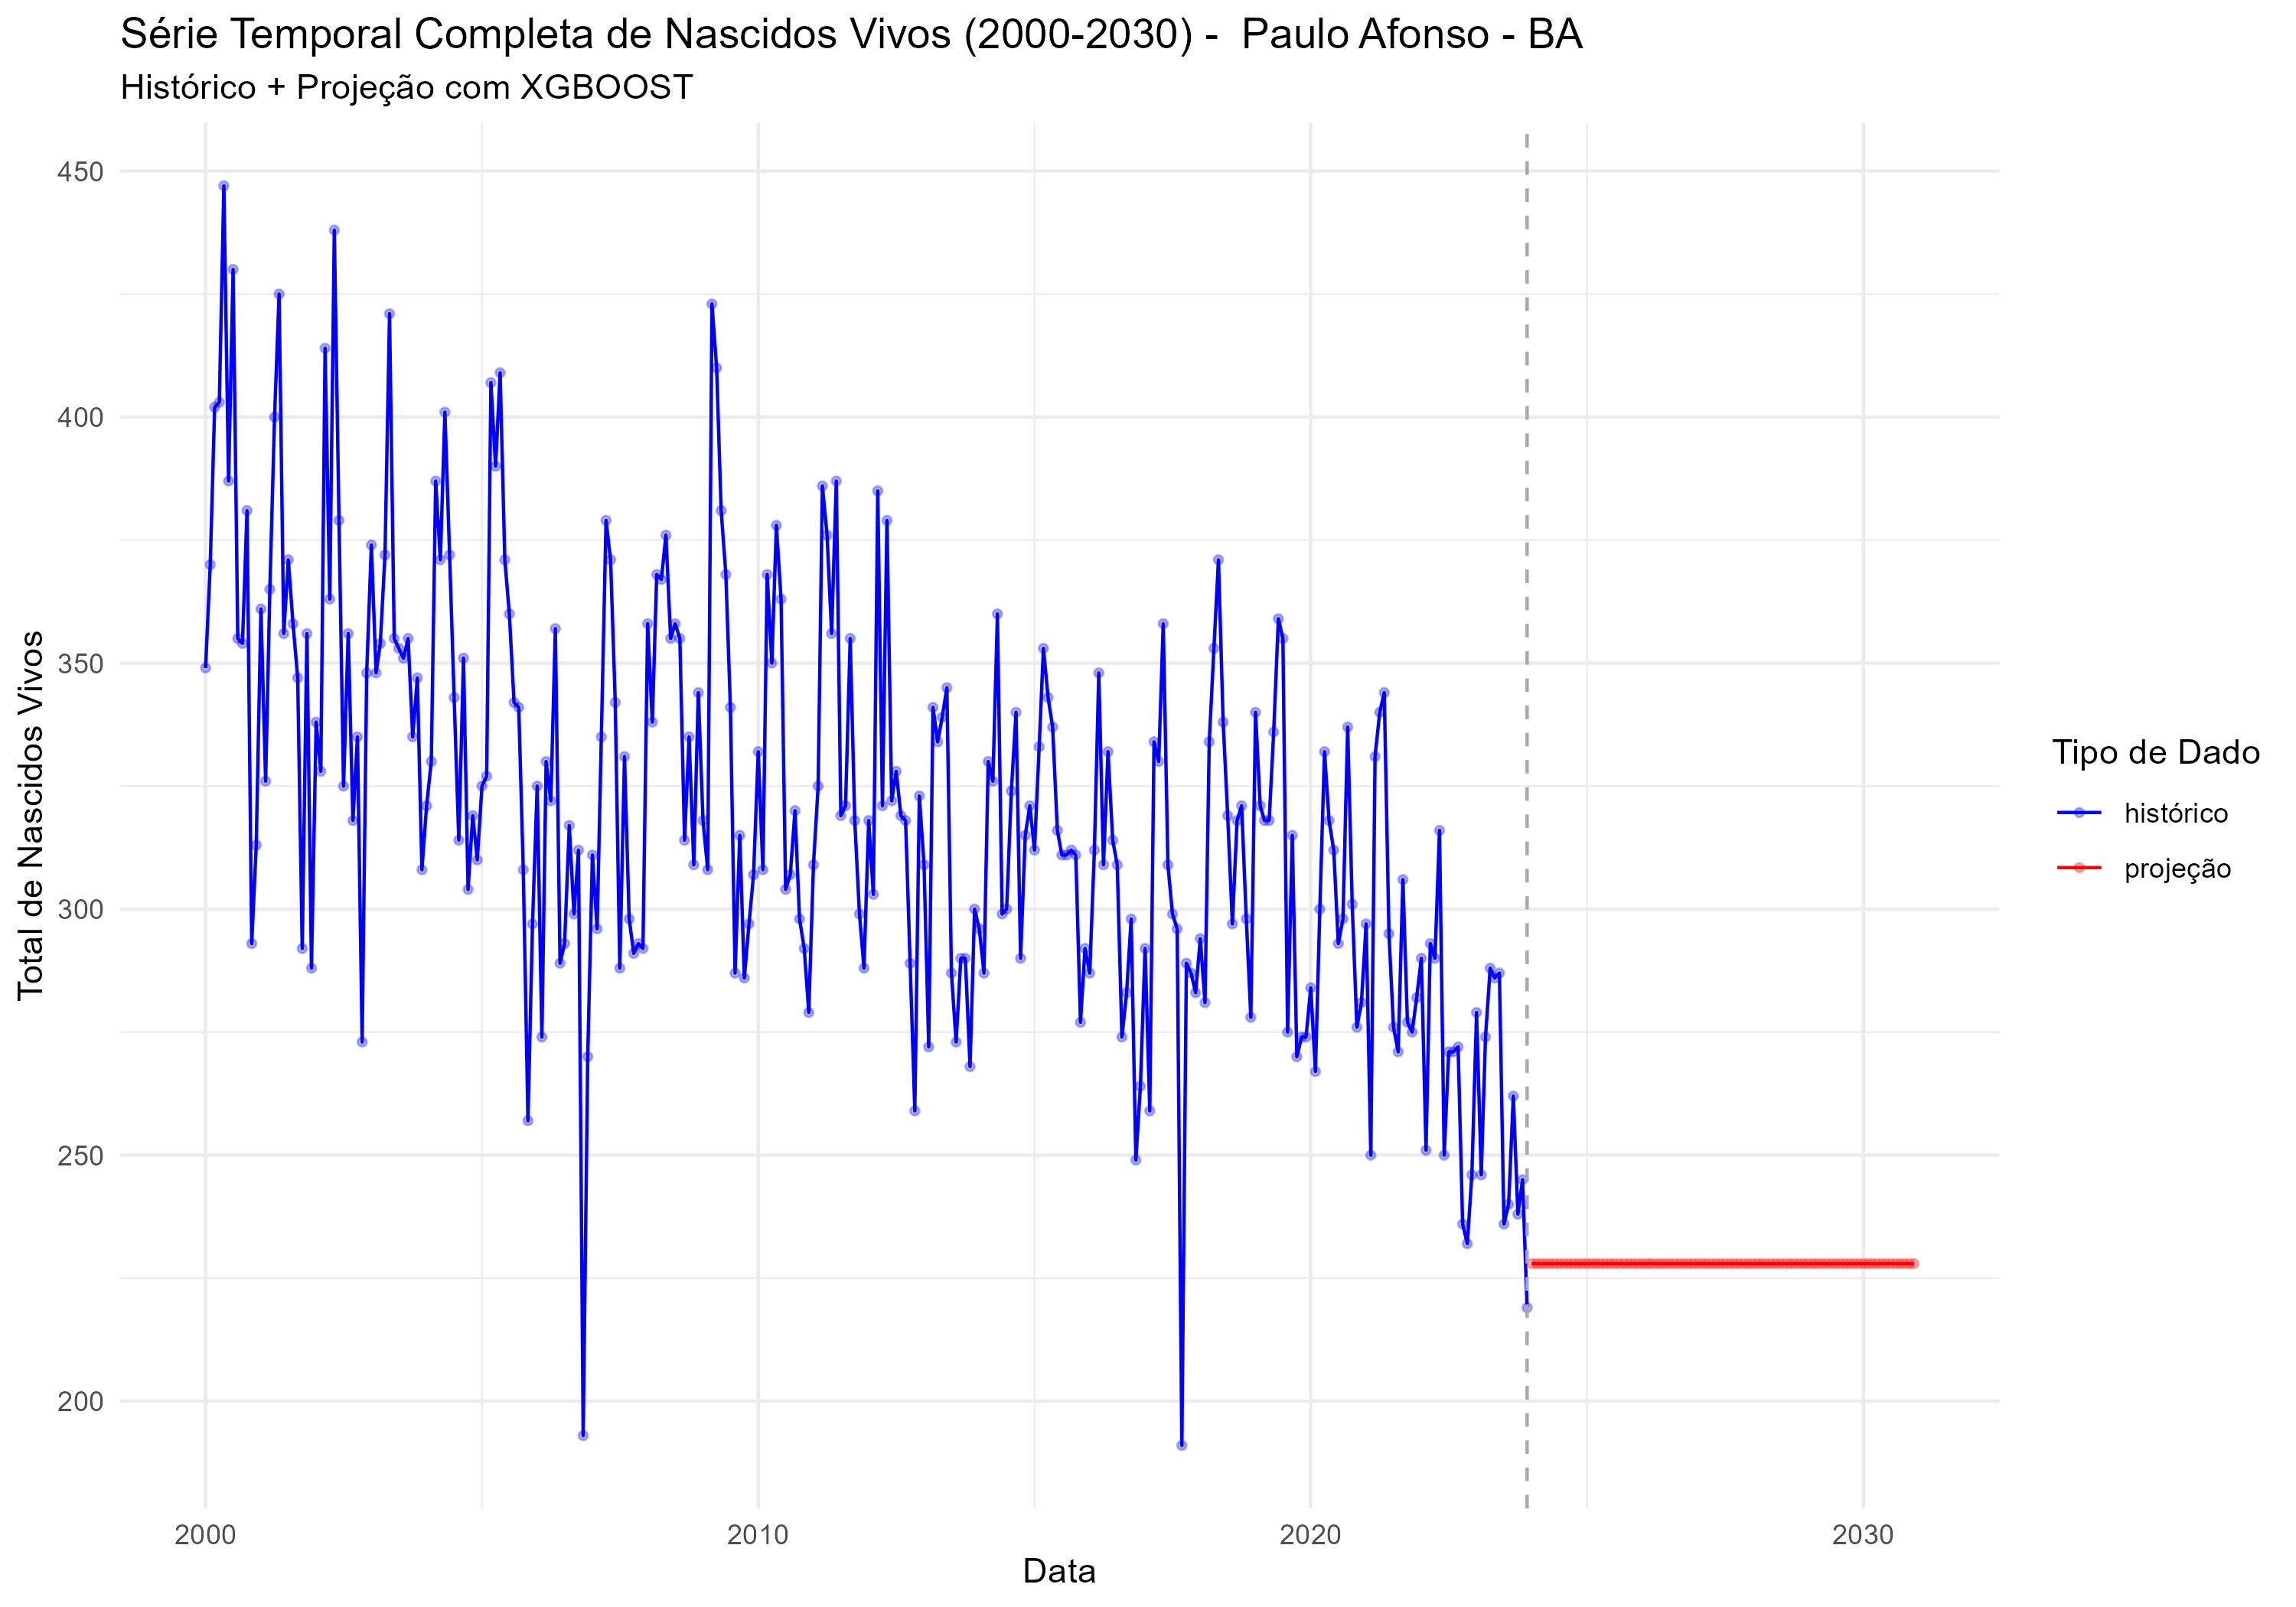 Série Temporal Completa de Nascidos Vivos (2000-2030) -  Paulo Afonso - BA
Histórico + Projeção com XGBOOST
Total de Nascidos Vivos
450
400
350
300
250
200
2000
2010
2020
2030
Data
Tipo de Dado
histórico
projeção